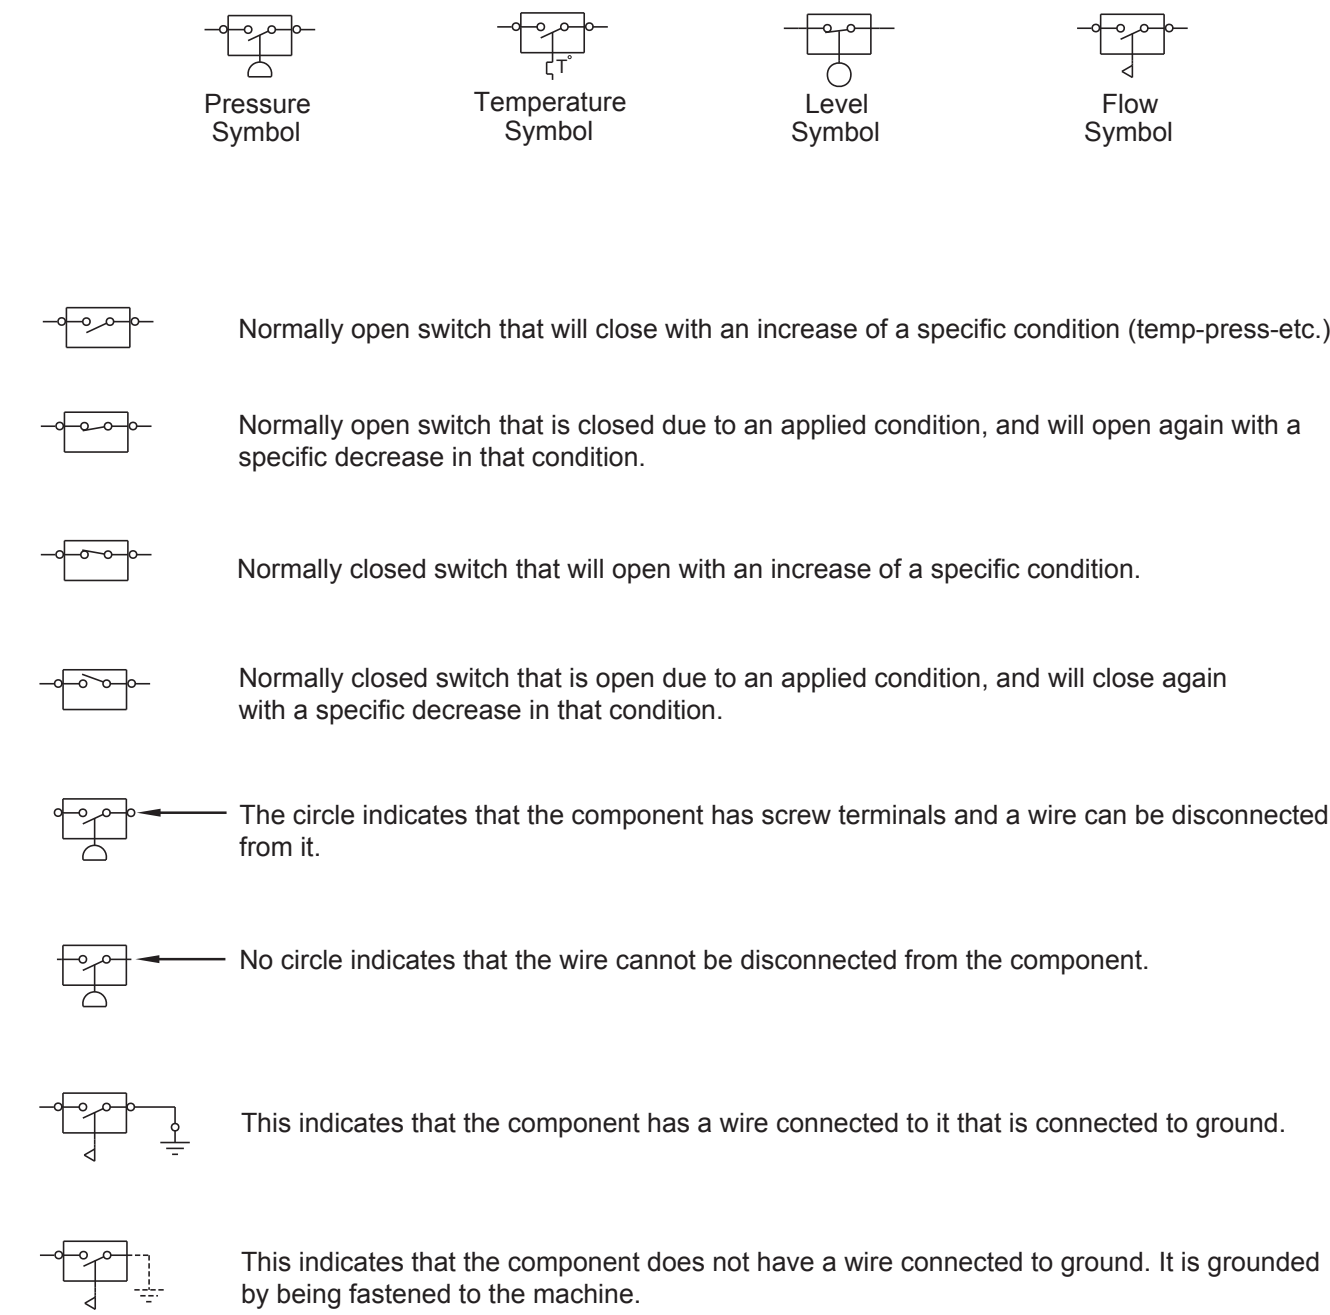 Pressure
Symbol
T°
Temperature
Symbol
Level
Symbol
Flow
Symbol
Normally open switch that will close with an increase of a specific condition (temp-press-etc.)
Normally open switch that is closed due to an applied condition, and will open again with a
specific decrease in that condition.
Normally closed switch that will open with an increase of a specific condition.
Normally closed switch that is open due to an applied condition, and will close again
with a specific decrease in that condition.
The circle indicates that the component has screw terminals and a wire can be disconnected
from it.
No circle indicates that the wire cannot be disconnected from the component.
This indicates that the component has a wire connected to it that is connected to ground.
This indicates that the component does not have a wire connected to ground. It is grounded
by being fastened to the machine.